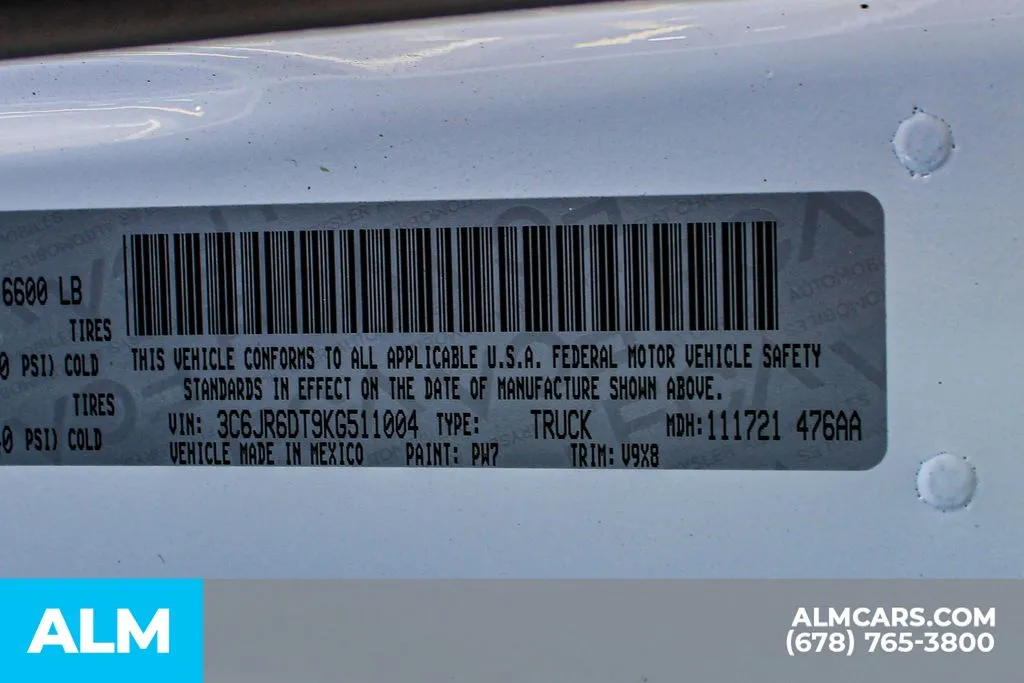 6600 LB
TIRES
0 PSI) COLD
TIRES
0 PSI) COLD
THIS VEHICLE CONFORMS TO ALL APPLICABLE U.S.A. FEDERAL MOTOR VEHICLE SAFETY
STANDARDS IN EFFECT ON THE DATE OF MANUFACTURE SHOWN ABOVE.
VIN: 3C6JR6DT9KG511004 TYPE: TRUCK MDH: 111721 476AA
VEHICLE MADE IN MEXICO PAINT: PW7 TRIM: V9X8
ALM
ALMCARS.COM
(678) 765-3800